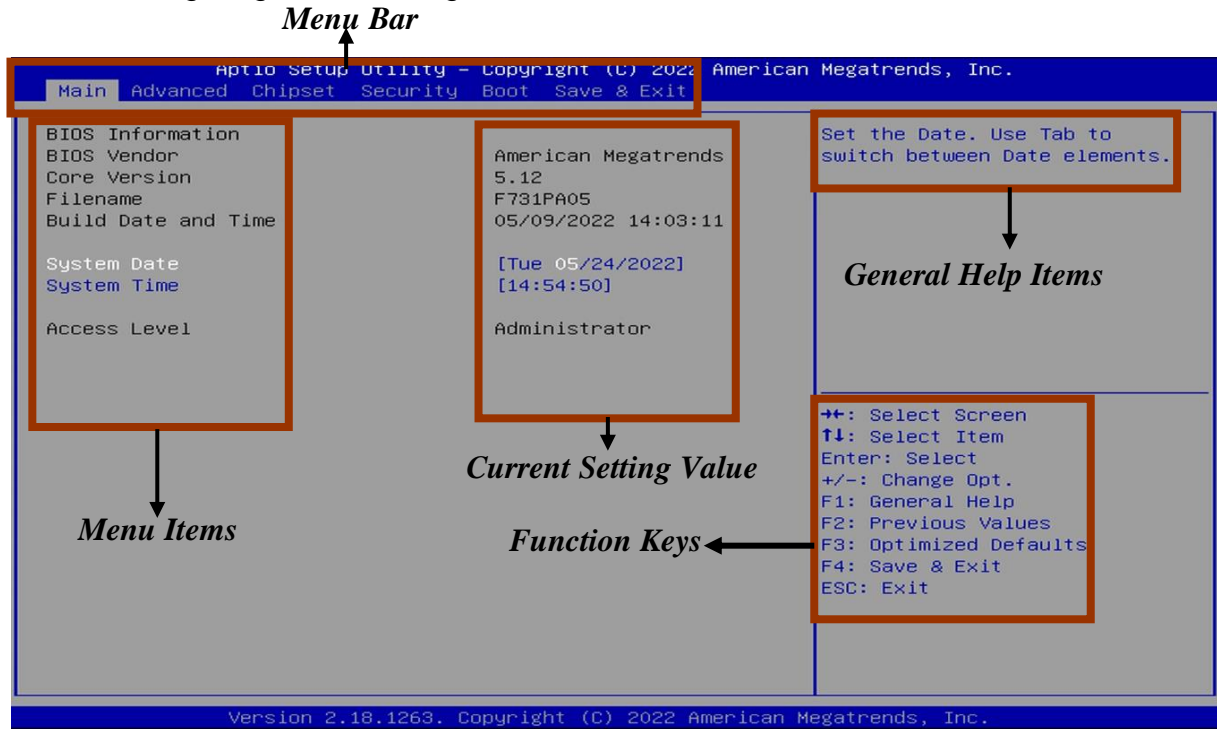 Menu Bar
Aptio Setup Utility – Copyright (C) 2022 American Megatrends, Inc.
Main Advanced Chipset Security Boot Save & Exit
BIOS Information
BIOS Vendor American Megatrends
Core Version 5.12
Filename F731PA05
Build Date and Time 05/09/2022 14:03:11
System Date [Tue 05/24/2022]
System Time [14:54:50]
Access Level Administrator
Set the Date. Use Tab to
switch between Date elements.
General Help Items
→←: Select Screen
↑↓: Select Item
Enter: Select
+/-: Change Opt.
F1: General Help
F2: Previous Values
F3: Optimized Defaults
F4: Save & Exit
ESC: Exit
Current Setting Value
Menu Items
Function Keys
Version 2.18.1263. Copyright (C) 2022 American Megatrends, Inc.